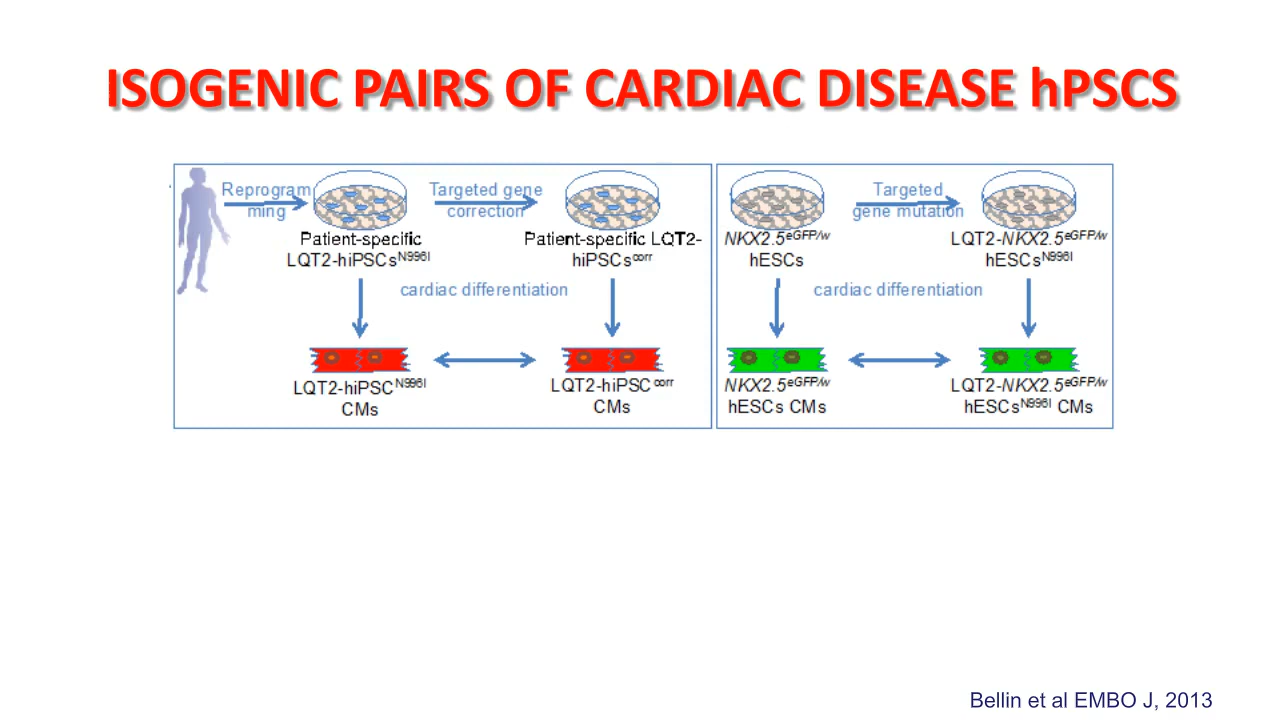 ISOGENIC PAIRS OF CARDIAC DISEASE hPSCS
Reprogram
ming
Targeted gene
correction
Patient-specific
LQT2-hiPSCsN996I
Patient-specific LQT2-
hiPSCscorr
cardiac differentiation
LQT2-hiPSCN996I
CMs
LQT2-hiPSCcorr
CMs
Targeted
gene mutation
NKX2.5eGFP/w
hESCs
LQT2-NKX2.5eGFP/w
hESCsN996I
cardiac differentiation
NKX2.5eGFP/w
hESCs CMs
LQT2-NKX2.5eGFP/w
hESCsN996I CMs
Bellin et al EMBO J, 2013